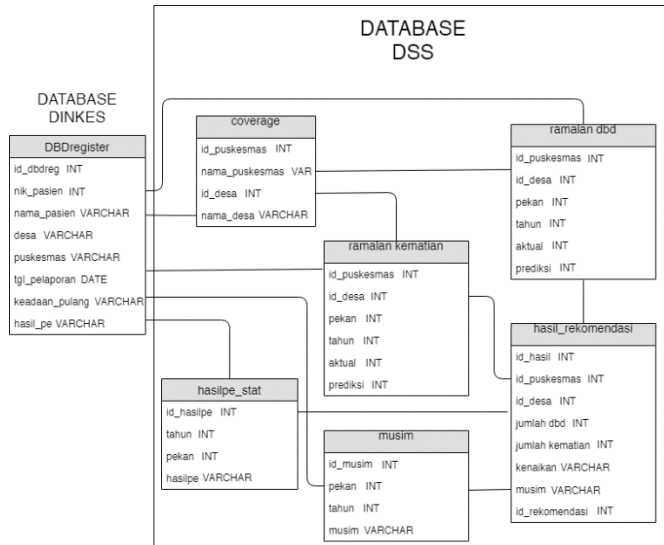 DATABASE
DSS
DATABASE
DINKES
DBDregister
id_dbdreg INT
nik_pasien INT
nama_pasien VARCHAR
desa VARCHAR
puskesmas VARCHAR
tgl_pelaporan DATE
keadaan_pulang VARCHAR
hasil_pe VARCHAR
coverage
id_puskesmas INT
nama_puskesmas VAR
id_desa INT
nama_desa VARCHAR
ramalan dbd
id_puskesmas INT
id_desa INT
pekan INT
tahun INT
aktual INT
prediksi INT
ramalan kematian
id_puskesmas INT
id_desa INT
pekan INT
tahun INT
aktual INT
prediksi INT
hasil_rekomendasi
id_hasil INT
id_puskesmas INT
id_desa INT
jumlah dbd INT
jumlah kematian INT
kenaikan VARCHAR
musim VARCHAR
id_rekomendasi INT
hasilpe_stat
id_hasilpe INT
tahun INT
pekan INT
hasilpe VARCHAR
musim
id_musim INT
pekan INT
tahun INT
musim VARCHAR